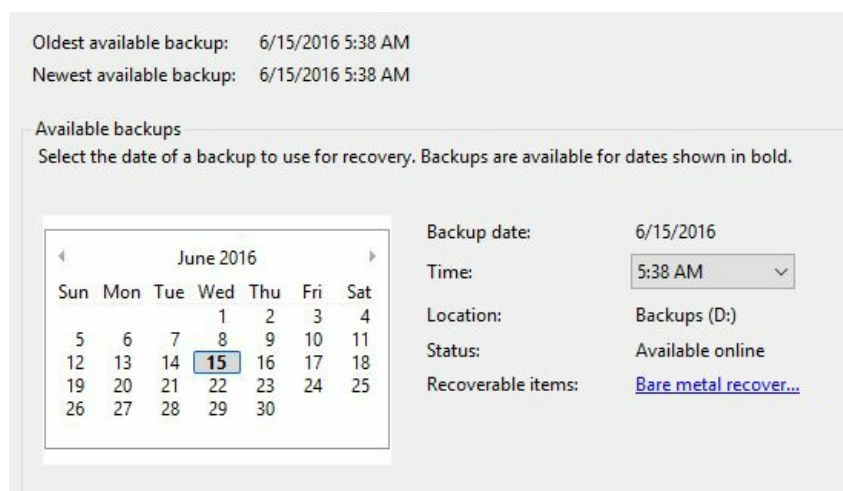 Oldest available backup: 6/15/2016 5:38 AM
Newest available backup: 6/15/2016 5:38 AM
Available backups
Select the date of a backup to use for recovery. Backups are available for dates shown in bold.
June 2016
Sun Mon Tue Wed Thu Fri Sat
1 2 3 4
5 6 7 8 9 10 11
12 13 14 15 16 17 18
19 20 21 22 23 24 25
26 27 28 29 30
Backup date: 6/15/2016
Time: 5:38 AM
Location: Backups (D:)
Status: Available online
Recoverable items: Bare metal recover...